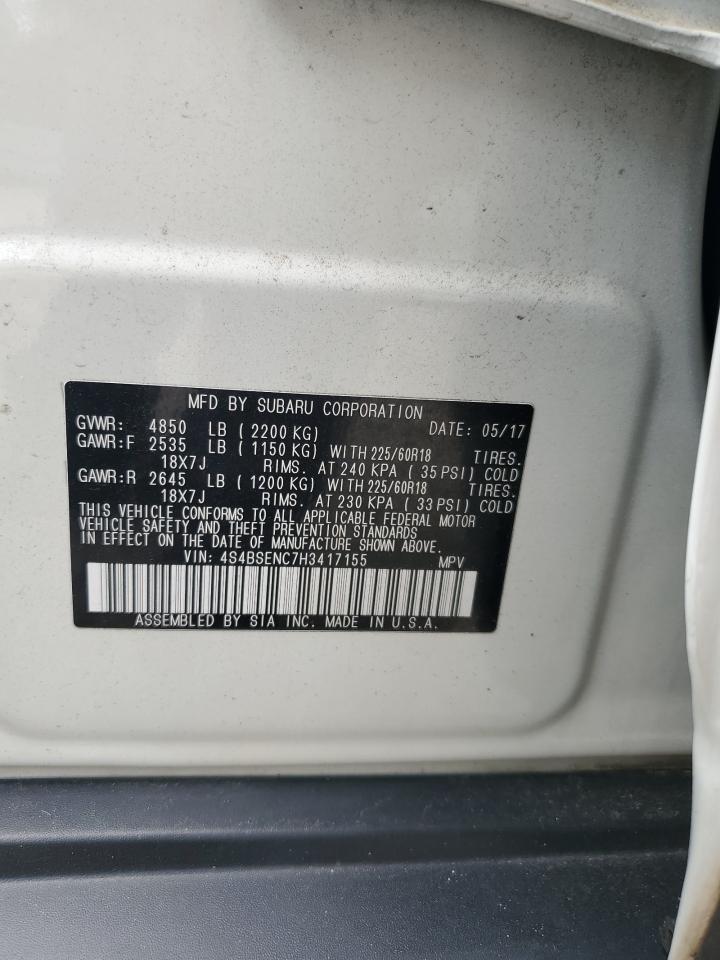 MFD BY SUBARU CORPORATION
GVWR: 4850 LB ( 2200 KG) DATE: 05/17
GAWR:F 2535 LB ( 1150 KG) WITH 225/60R18 TIRES.
18X7J RIMS. AT 240 KPA ( 35 PSI) COLD
GAWR:R 2645 LB ( 1200 KG) WITH 225/60R18 TIRES.
18X7J RIMS. AT 230 KPA ( 33 PSI) COLD
THIS VEHICLE CONFORMS TO ALL APPLICABLE FEDERAL MOTOR
VEHICLE SAFETY AND THEFT PREVENTION STANDARDS
IN EFFECT ON THE DATE OF MANUFACTURE SHOWN ABOVE.
VIN: 4S4BSENC7H3417155 MPV
ASSEMBLED BY SIA INC. MADE IN U.S.A.